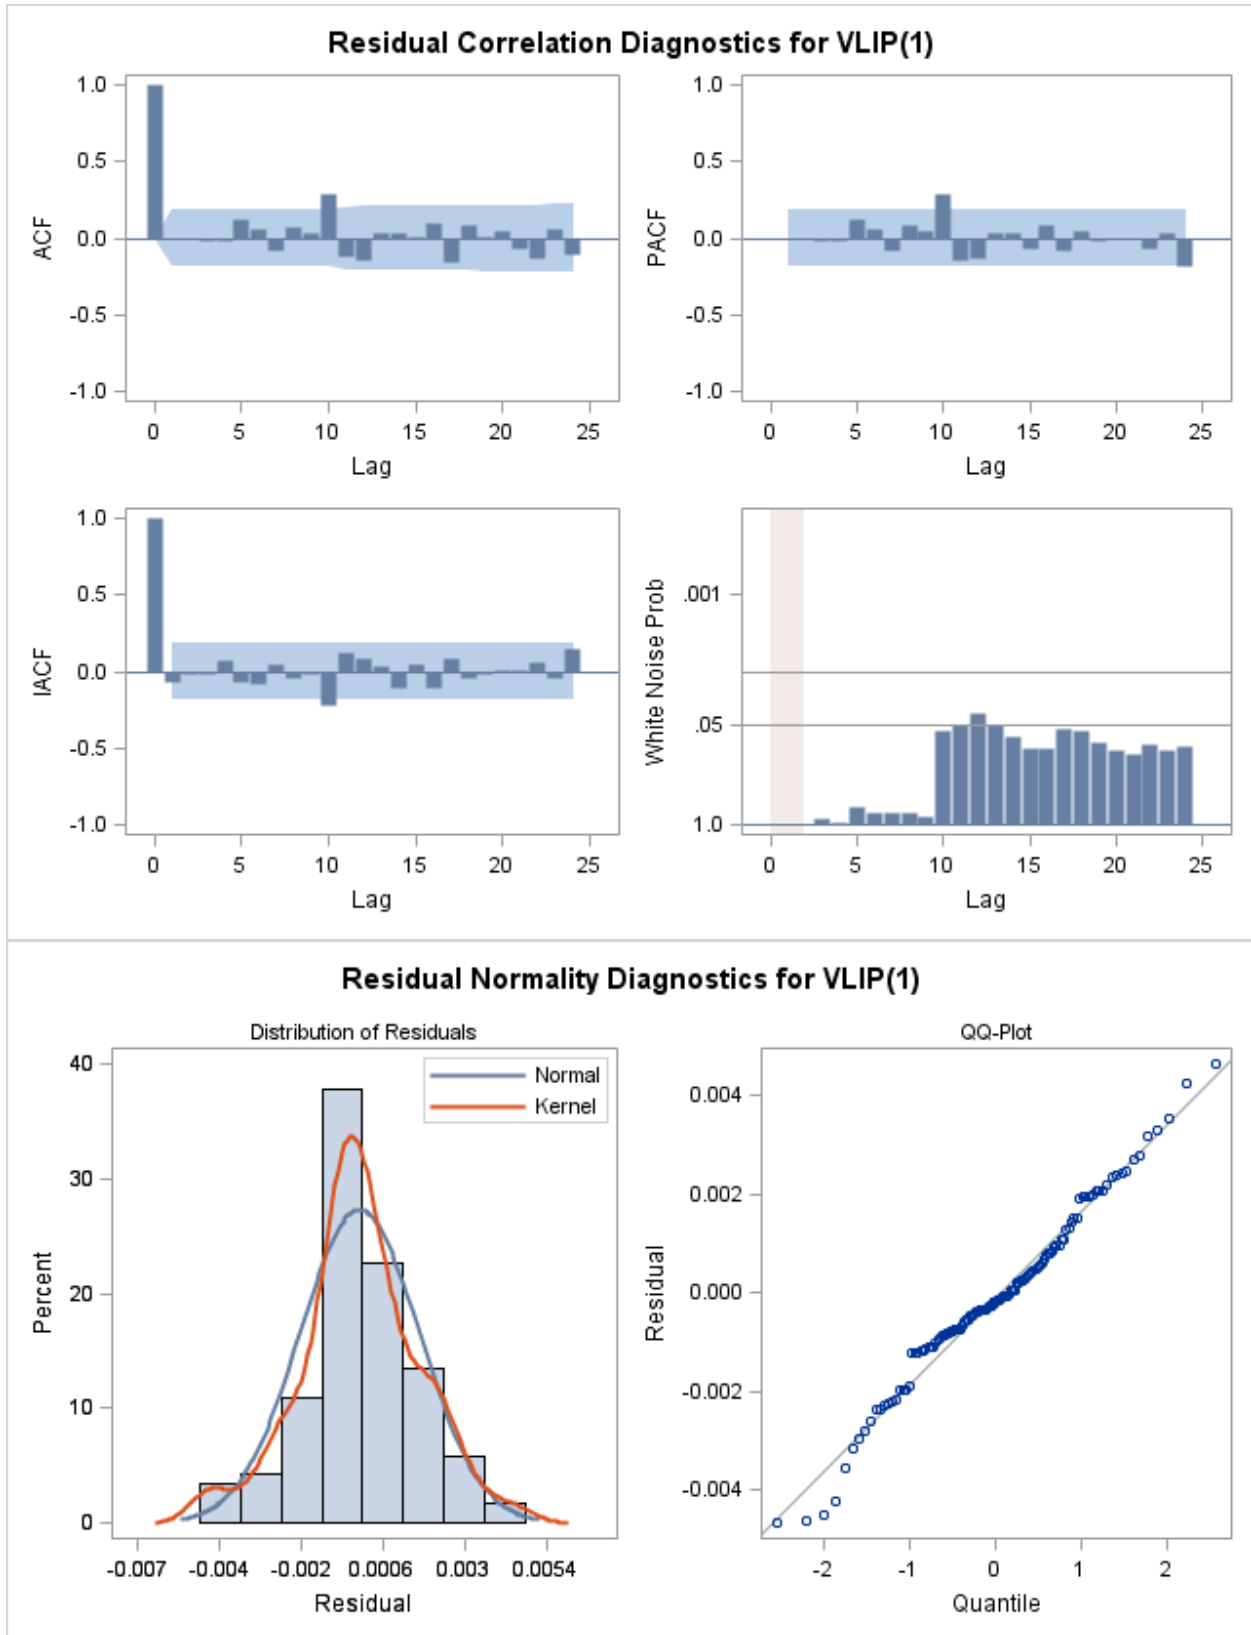 Residual Correlation Diagnostics for VLIP(1)
1.0
0.5
0.0
-0.5
-1.0
ACF
0 5 10 15 20 25
Lag
1.0
0.5
0.0
-0.5
-1.0
PACF
0 5 10 15 20 25
Lag
1.0
0.5
0.0
-0.5
-1.0
IACF
0 5 10 15 20 25
Lag
.001
.05
1.0
White Noise Prob
0 5 10 15 20 25
Lag
Residual Normality Diagnostics for VLIP(1)
Distribution of Residuals
Normal
Kernel
40
30
20
10
0
Percent
-0.007 -0.004 -0.002 0.0006 0.003 0.0054
Residual
QQ-Plot
0.004
0.002
0.000
-0.002
-0.004
Residual
-2 -1 0 1 2
Quantile